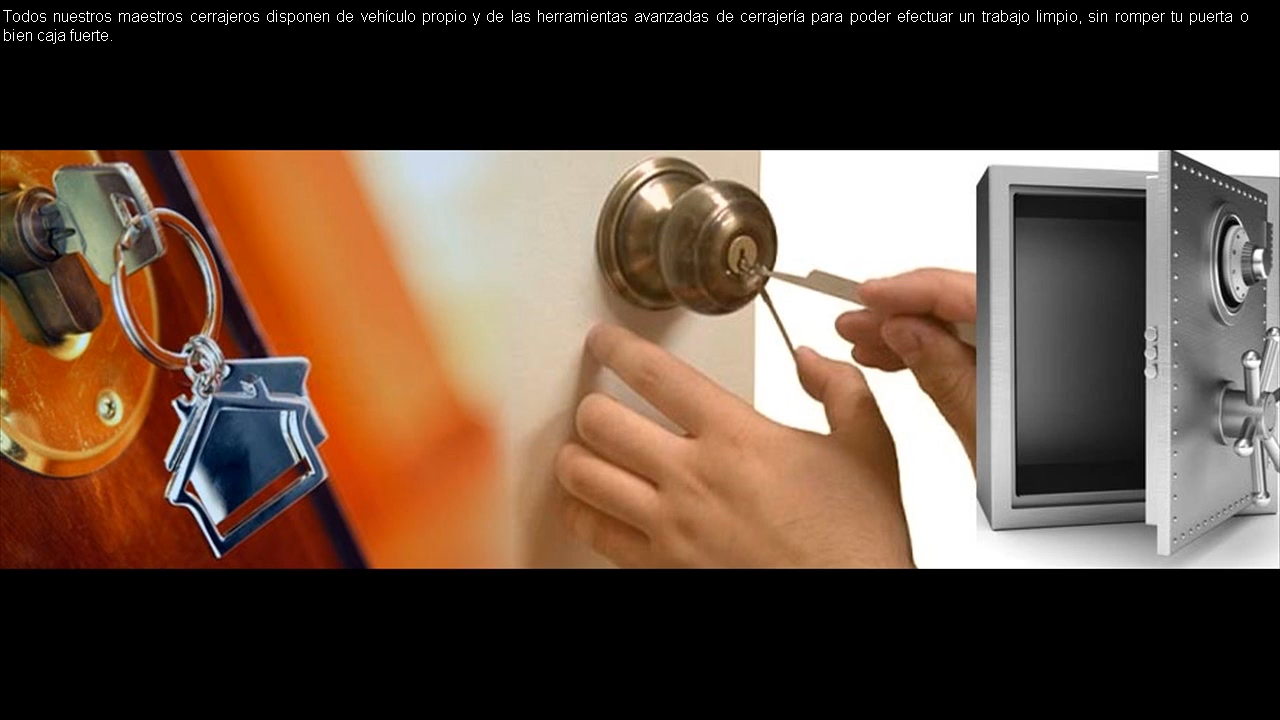 Todos nuestros maestros cerrajeros disponen de vehículo propio y de las herramientas avanzadas de cerrajería para poder efectuar un trabajo limpio, sin romper tu puerta o
bien caja fuerte.